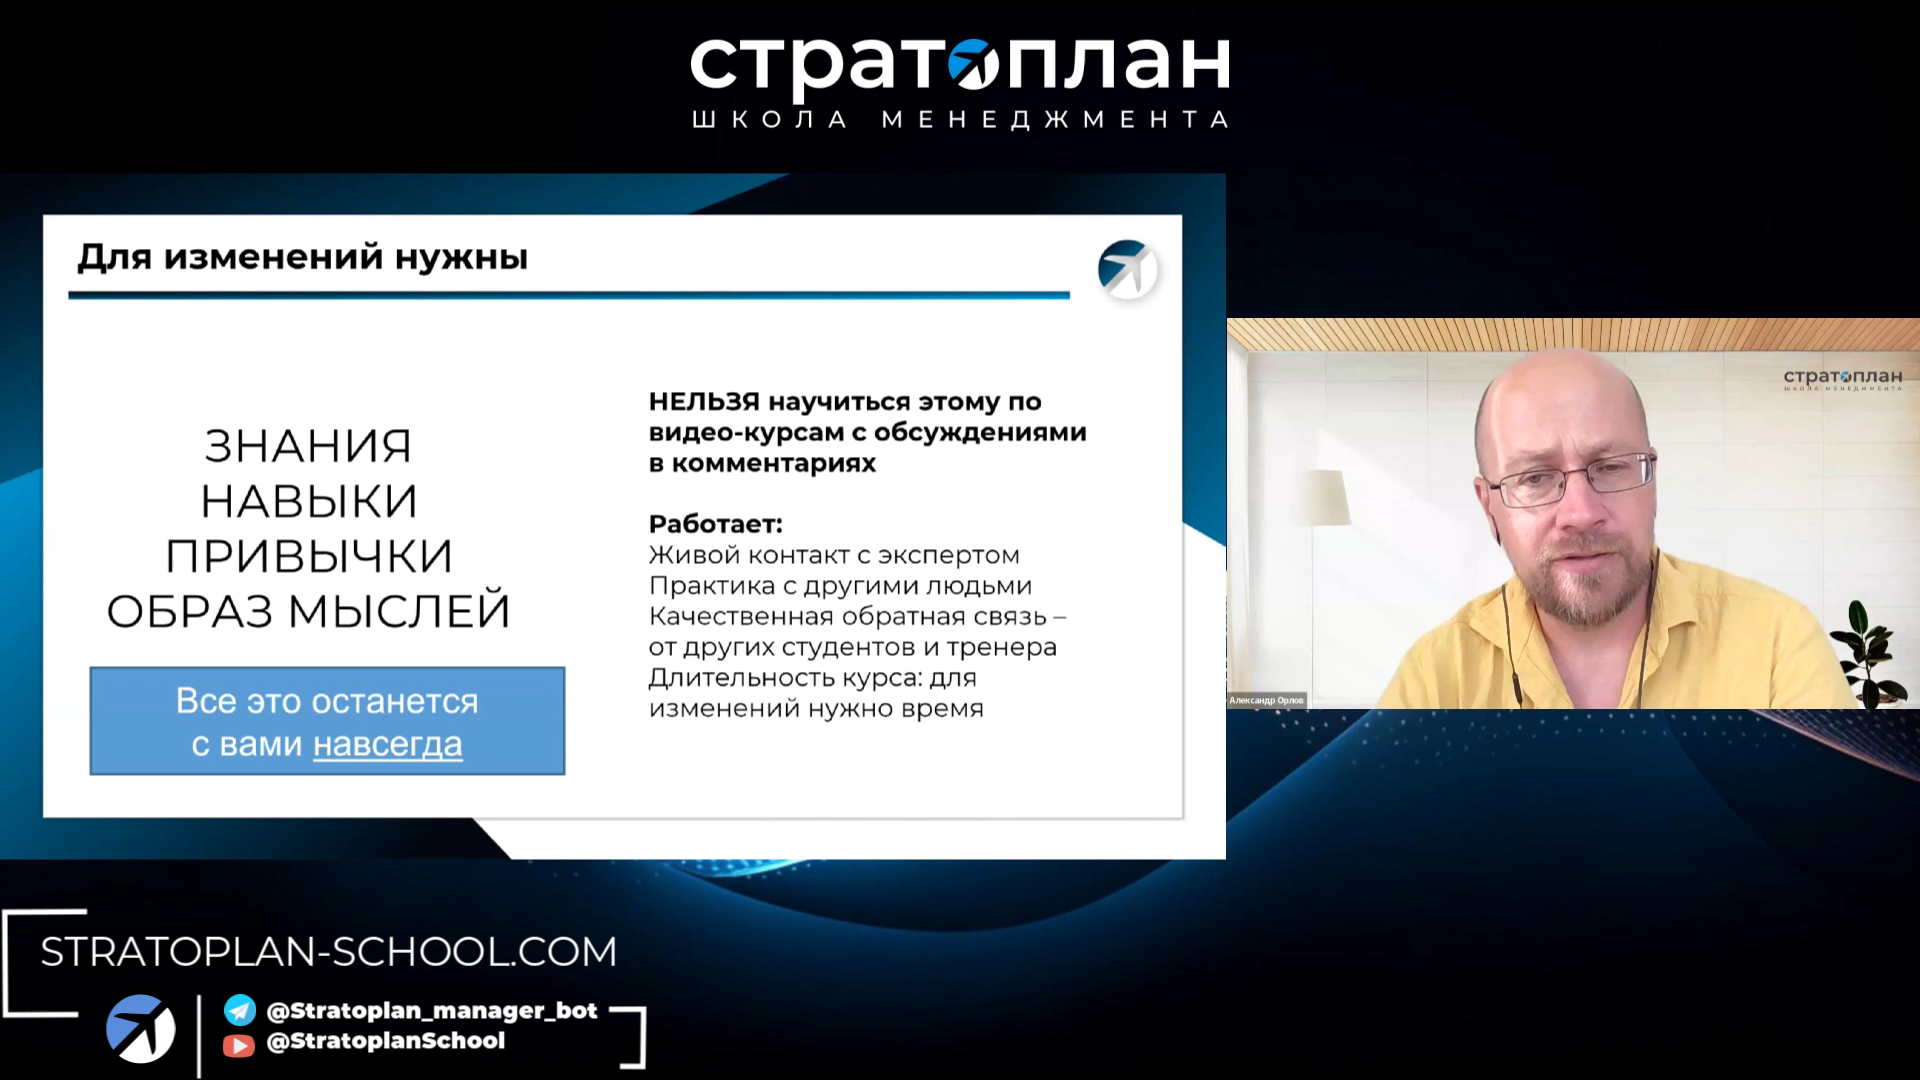 стратоплан
ШКОЛА МЕНЕДЖМЕНТА
Для изменений нужны
ЗНАНИЯ
НАВЫКИ
ПРИВЫЧКИ
ОБРАЗ МЫСЛЕЙ
Все это останется
с вами навсегда
НЕЛЬЗЯ научиться этому по
видео-курсам с обсуждениями
в комментариях
Работает:
Живой контакт с экспертом
Практика с другими людьми
Качественная обратная связь –
от других студентов и тренера
Длительность курса: для
изменений нужно время
стратоплан
ШКОЛА МЕНЕДЖМЕНТА
Александр Орлов
STRATOPLAN-SCHOOL.COM
@Stratoplan_manager_bot
@StratoplanSchool